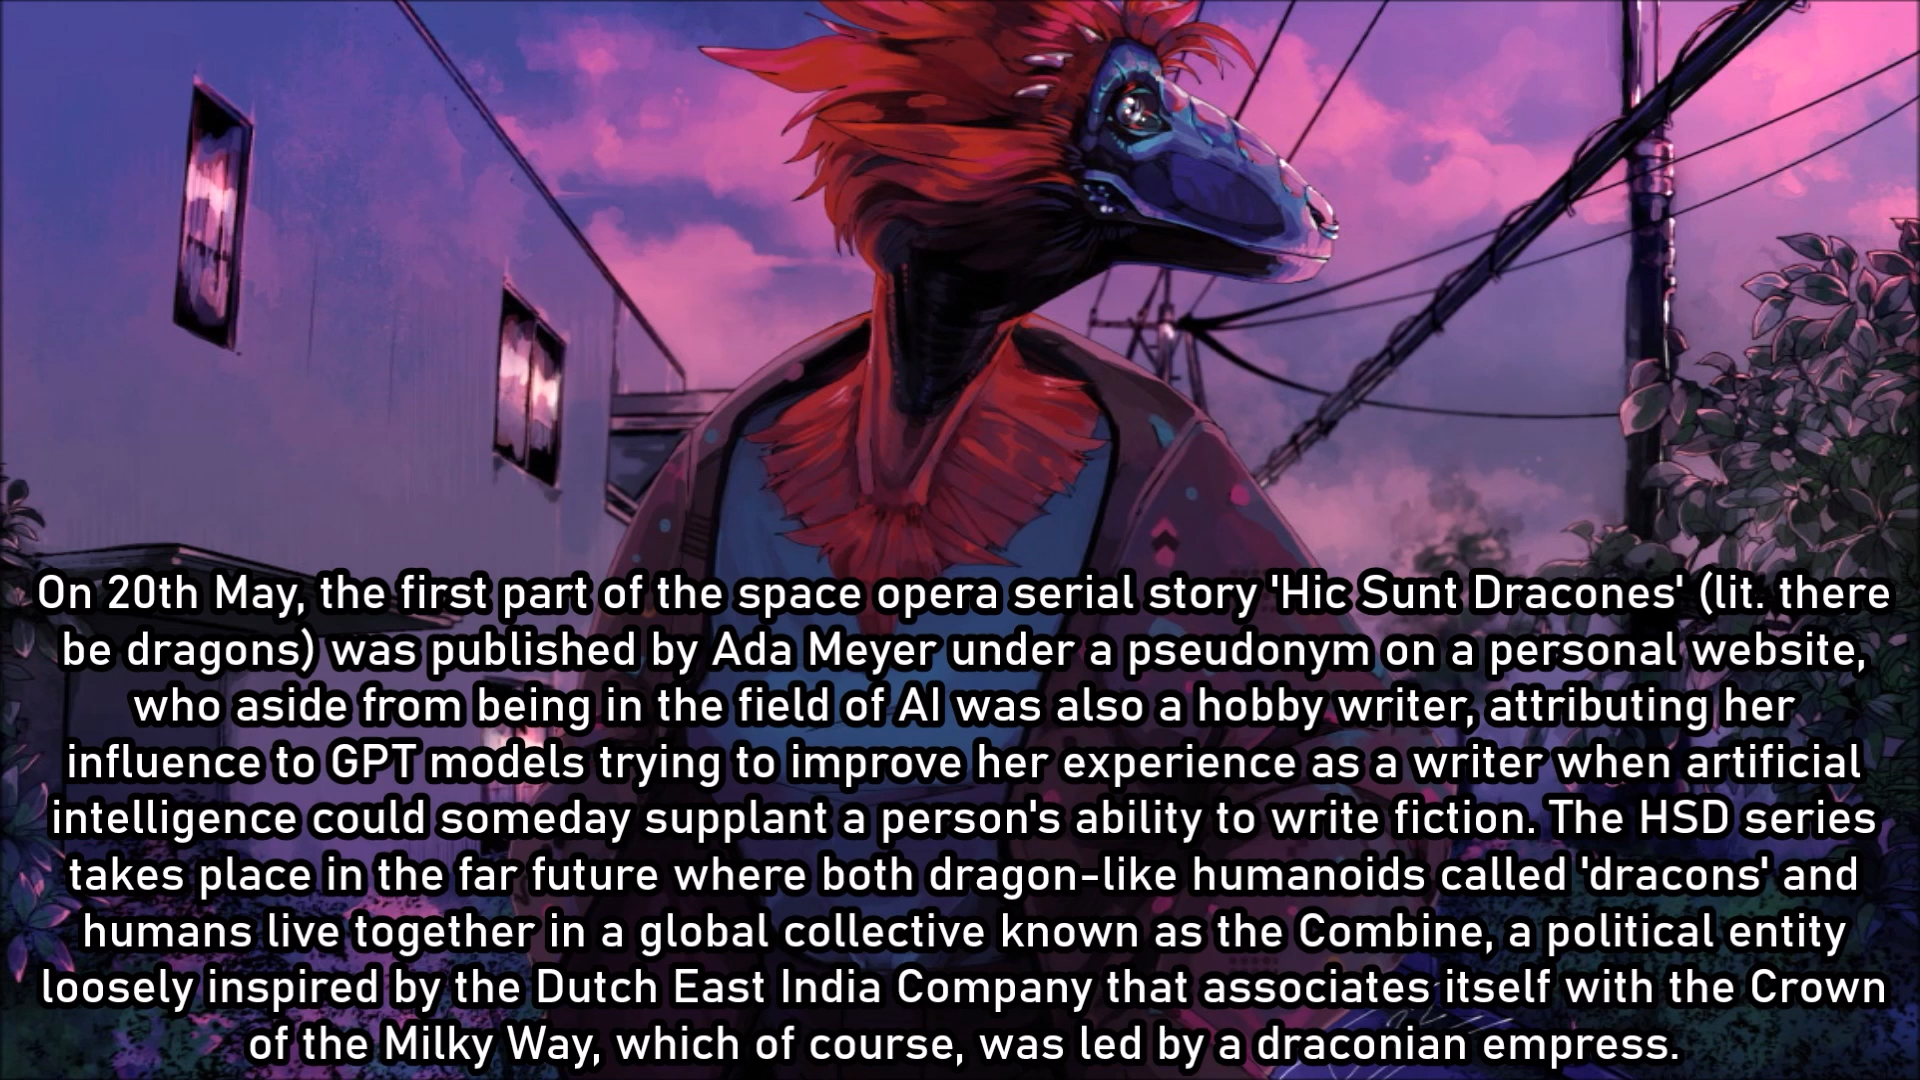 On 20th May, the first part of the space opera serial story 'Hic Sunt Dracones' (lit. there
be dragons) was published by Ada Meyer under a pseudonym on a personal website,
who aside from being in the field of AI was also a hobby writer, attributing her
influence to GPT models trying to improve her experience as a writer when artificial
intelligence could someday supplant a person's ability to write fiction. The HSD series
takes place in the far future where both dragon-like humanoids called 'dracons' and
humans live together in a global collective known as the Combine, a political entity
loosely inspired by the Dutch East India Company that associates itself with the Crown
of the Milky Way, which of course, was led by a draconian empress.